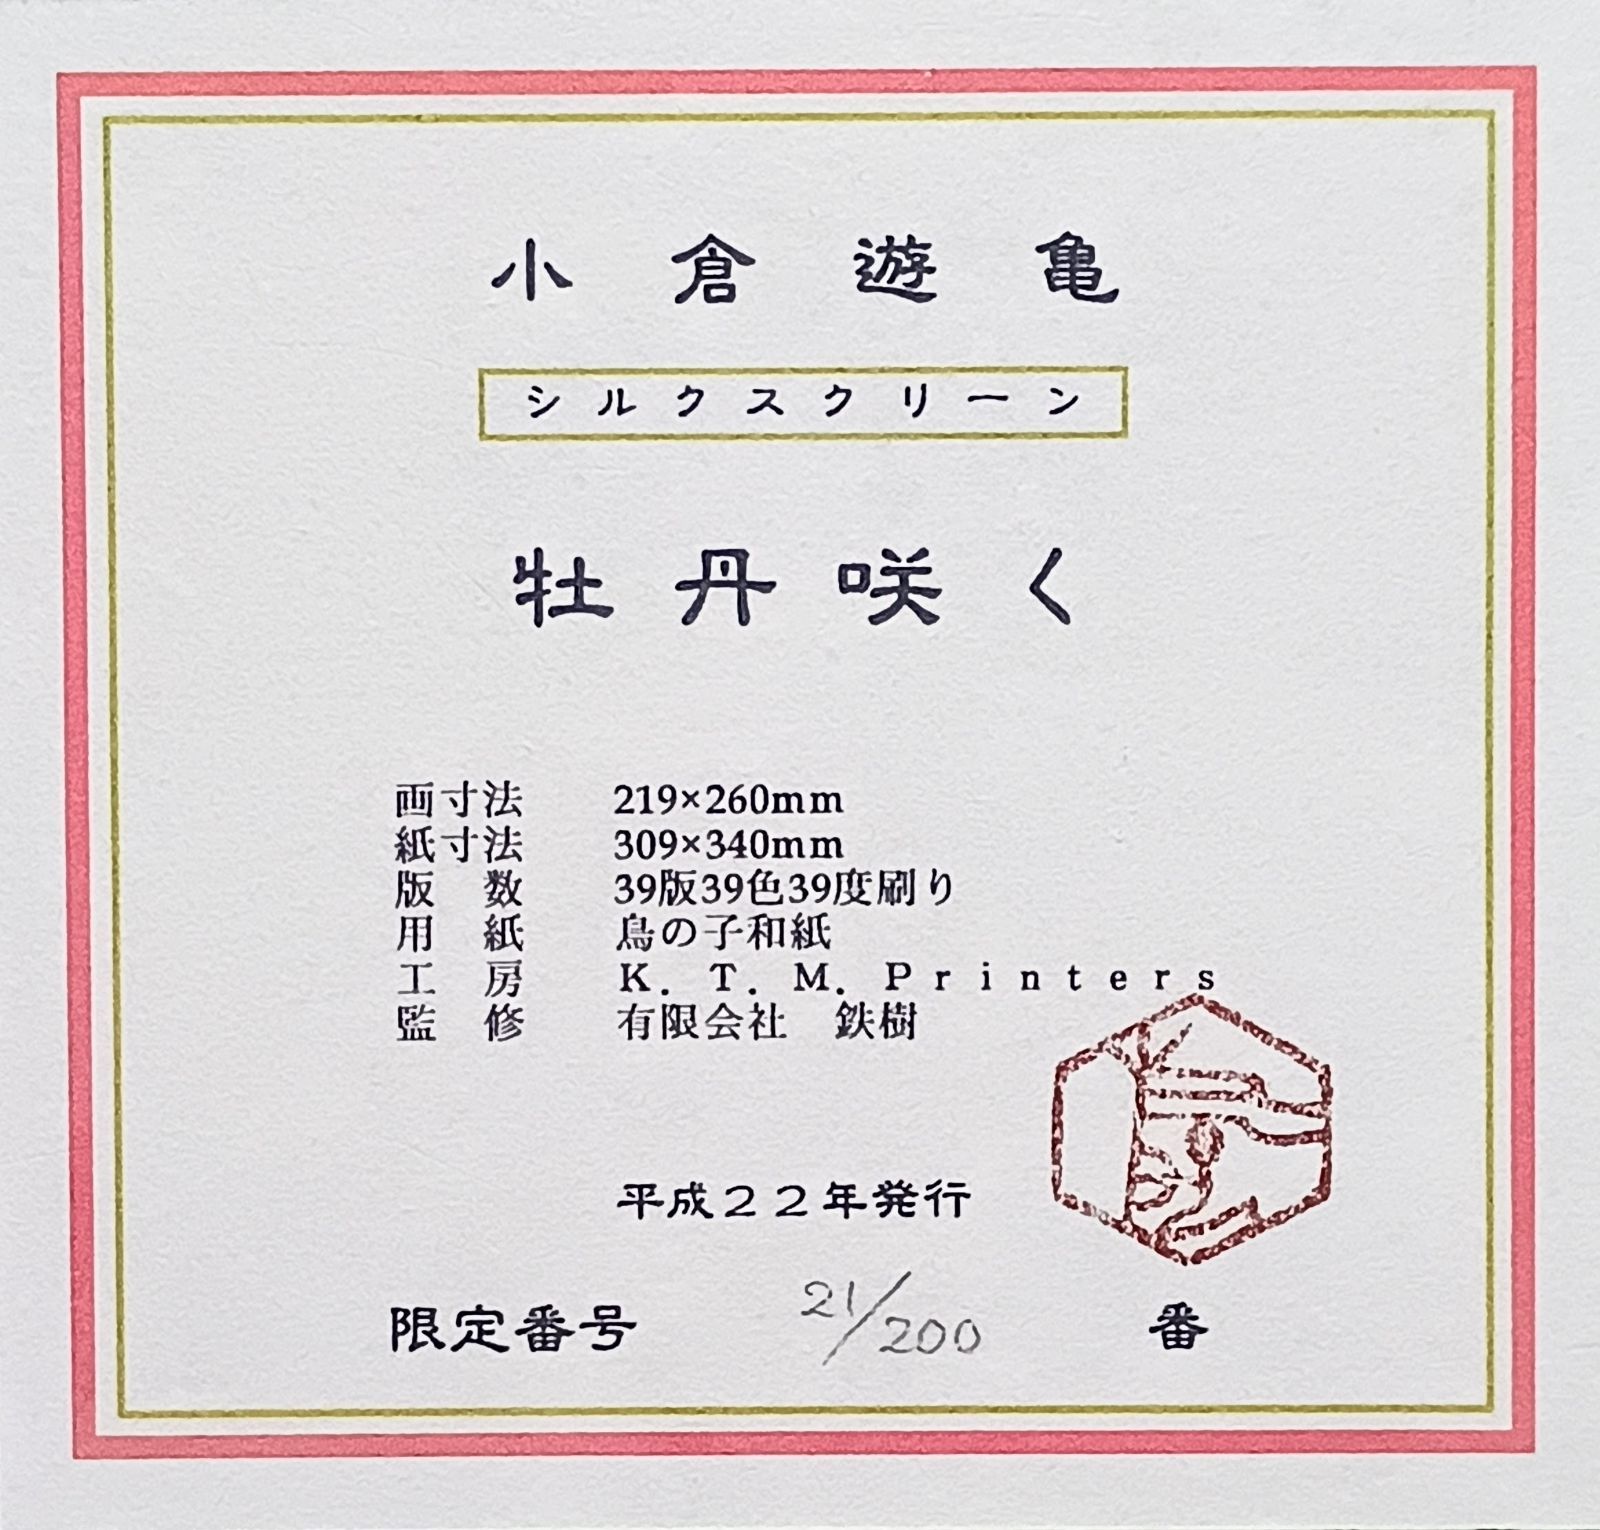 小倉遊亀
シルクスクリーン
牡丹咲く
画寸法 219×260mm
紙寸法 309×340mm
版数 39版39色39度刷り
用紙 鳥の子和紙
工房 K. T. M. Printers
監修 有限会社 鉄樹
平成22年発行
限定番号 21/200 番